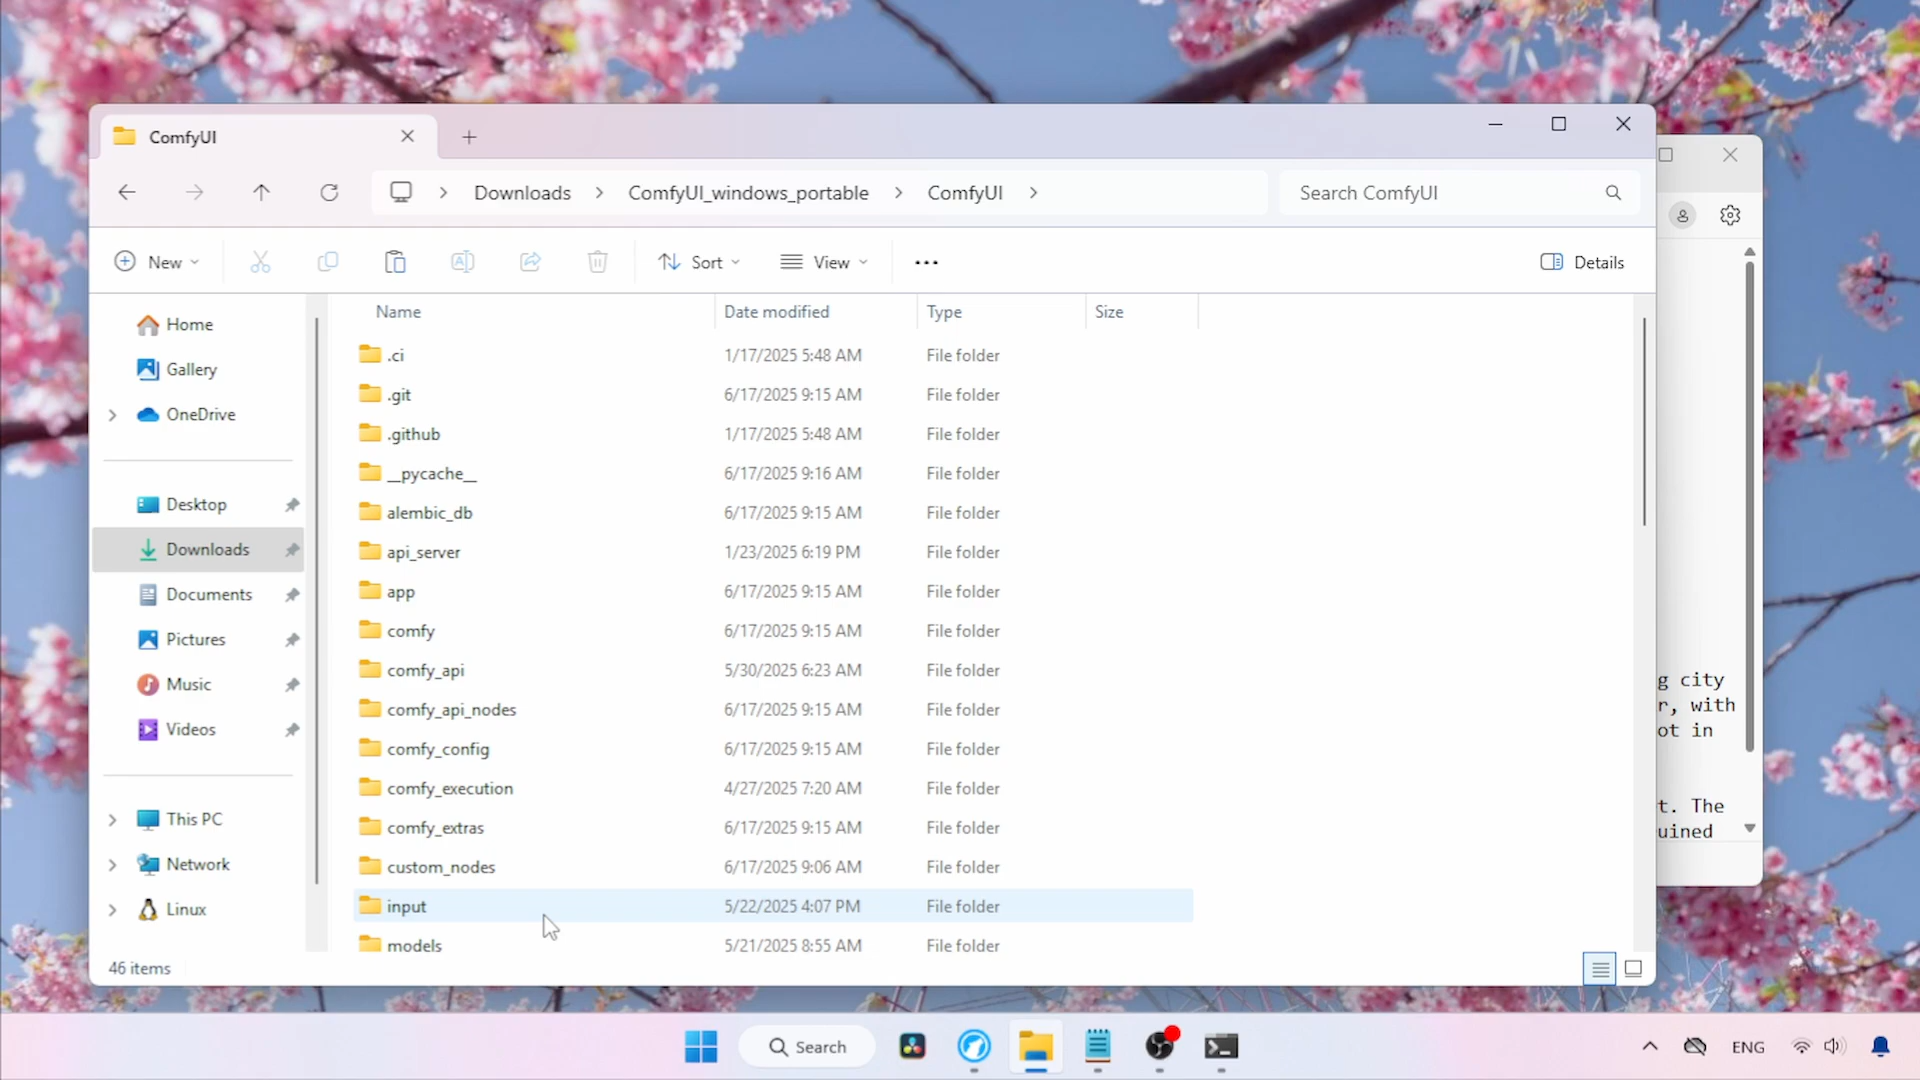 ComfyUI
Downloads
ComfyUI_windows_portable
ComfyUI
Search ComfyUI
New
Sort
View
Details
Name
Date modified
Type
Size
Home
Gallery
OneDrive
Desktop
Downloads
Documents
Pictures
Music
Videos
This PC
Network
Linux
.ci 1/17/2025 5:48 AM File folder
.git 6/17/2025 9:15 AM File folder
.github 1/17/2025 5:48 AM File folder
__pycache__ 6/17/2025 9:16 AM File folder
alembic_db 6/17/2025 9:15 AM File folder
api_server 1/23/2025 6:19 PM File folder
app 6/17/2025 9:15 AM File folder
comfy 6/17/2025 9:15 AM File folder
comfy_api 5/30/2025 6:23 AM File folder
comfy_api_nodes 6/17/2025 9:15 AM File folder
comfy_config 6/17/2025 9:15 AM File folder
comfy_execution 4/27/2025 7:20 AM File folder
comfy_extras 6/17/2025 9:15 AM File folder
custom_nodes 6/17/2025 9:06 AM File folder
input 5/22/2025 4:07 PM File folder
models 5/21/2025 8:55 AM File folder
46 items
g city
r, with
ot in
t. The
uined
Search
ENG